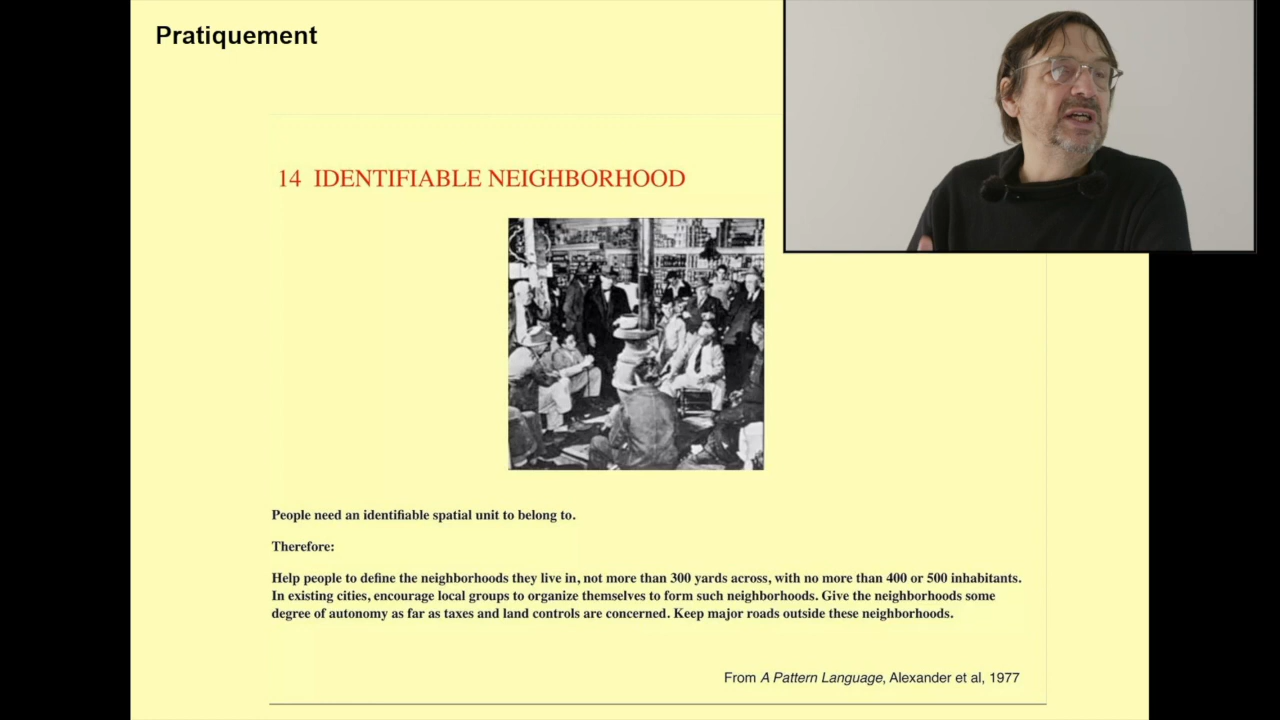 Pratiquement
14 IDENTIFIABLE NEIGHBORHOOD
People need an identifiable spatial unit to belong to.
Therefore:
Help people to define the neighborhoods they live in, not more than 300 yards across, with no more than 400 or 500 inhabitants.
In existing cities, encourage local groups to organize themselves to form such neighborhoods. Give the neighborhoods some
degree of autonomy as far as taxes and land controls are concerned. Keep major roads outside these neighborhoods.
From A Pattern Language, Alexander et al, 1977